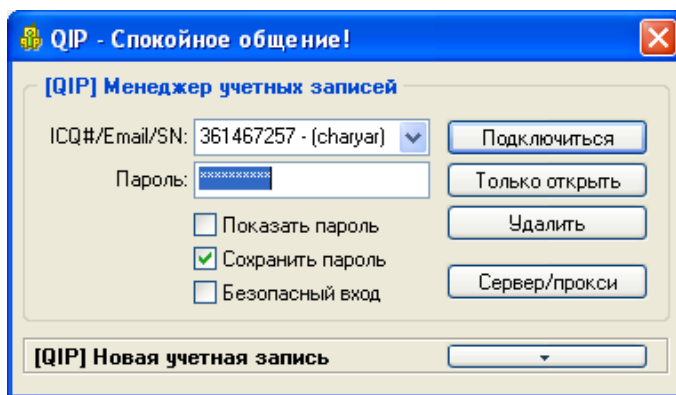 QIP - Спокойное общение!
[QIP] Менеджер учетных записей
ICQ#/Email/SN: 361467257 - (charyar) Подключиться
Пароль: ********** Только открыть
Показать пароль Удалить
Сохранить пароль
Безопасный вход Сервер/прокси
[QIP] Новая учетная запись